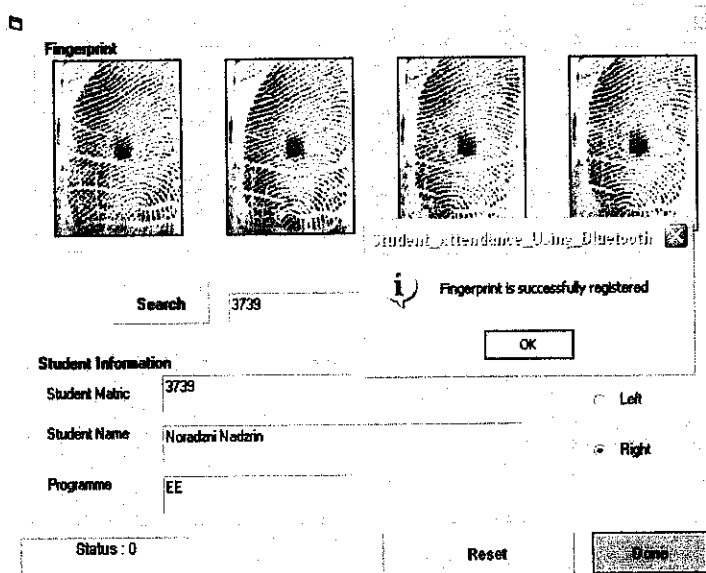 Fingerprint
Student_Attendance_Using_Bluetooth
Fingerprint is successfully registered
OK
Search
3739
Student Information
Student Matric
3739
Left
Student Name
Noradzni Nadzrin
Right
Programme
EE
Status : 0
Reset
Done